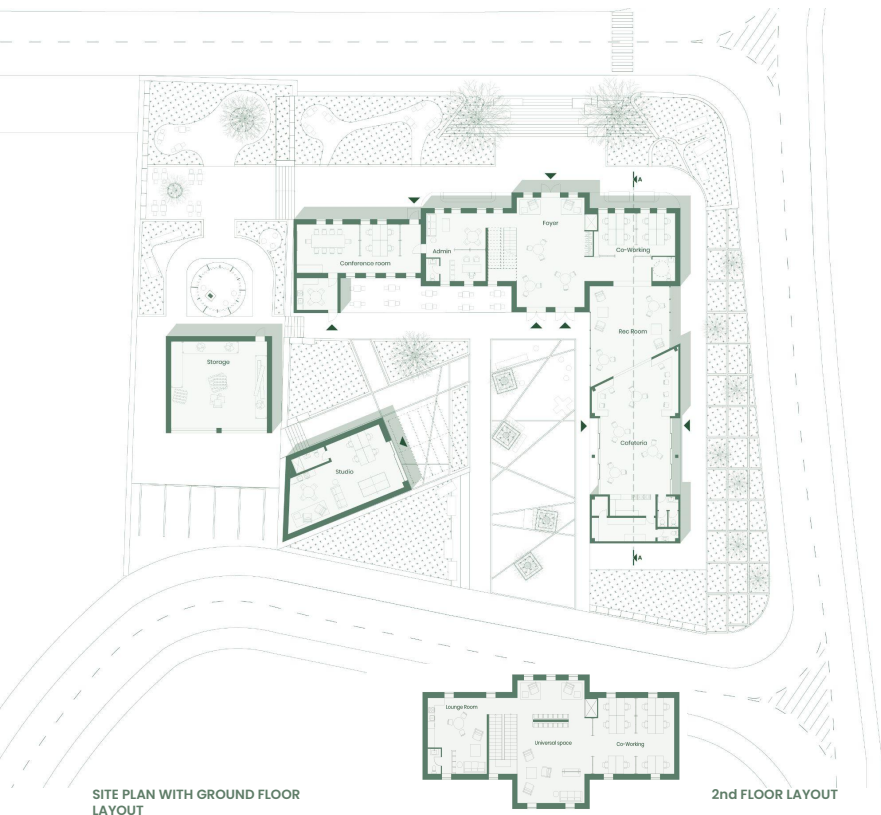 A
Foyer
Admin
Co-Working
Conference room
Rec Room
Storage
Cafeteria
Studio
A
Lounge Room
Universal space
Co-Working
SITE PLAN WITH GROUND FLOOR
LAYOUT
2nd FLOOR LAYOUT